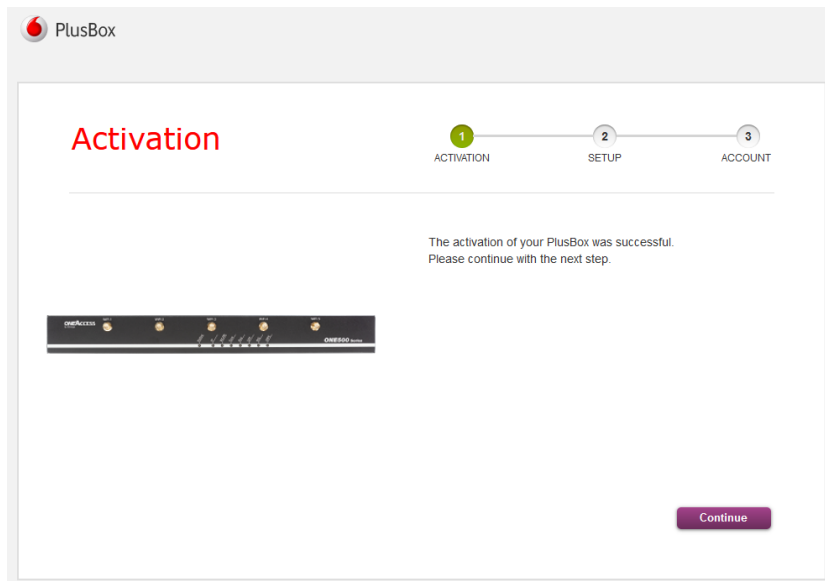 PlusBox
Activation
1
2
3
ACTIVATION
SETUP
ACCOUNT
The activation of your PlusBox was successful.
Please continue with the next step.
ONEACCESS
ONE500
Continue